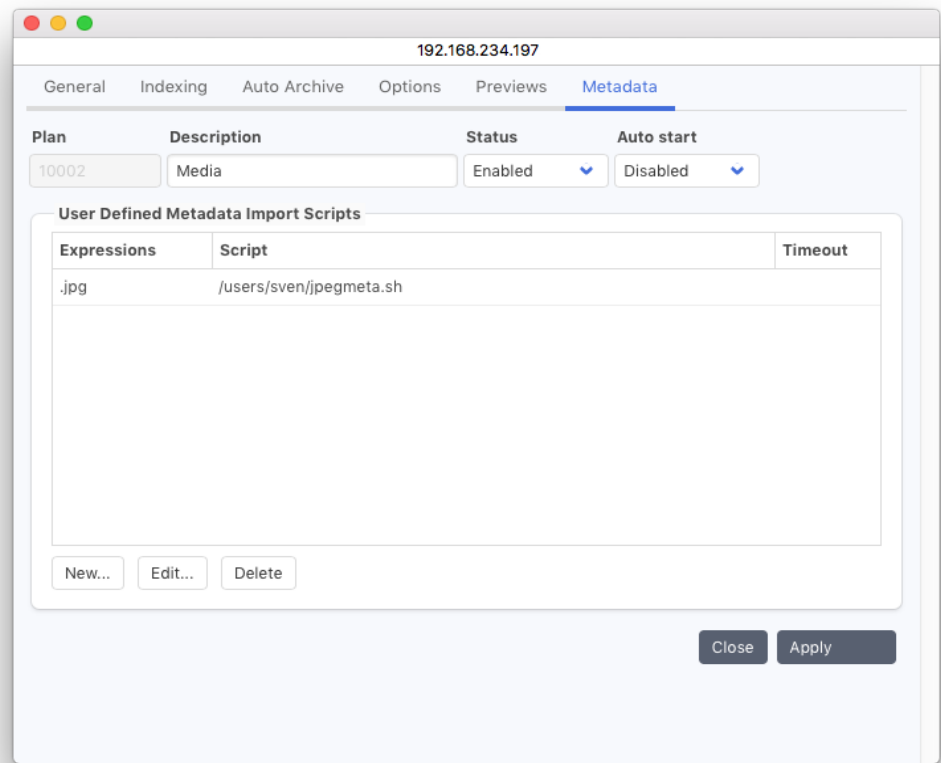 192.168.234.197
General Indexing Auto Archive Options Previews Metadata
Plan Description Status Auto start
10002 Media Enabled Disabled
User Defined Metadata Import Scripts
Expressions Script Timeout
.jpg /users/sven/jpegmeta.sh
New... Edit... Delete
Close Apply